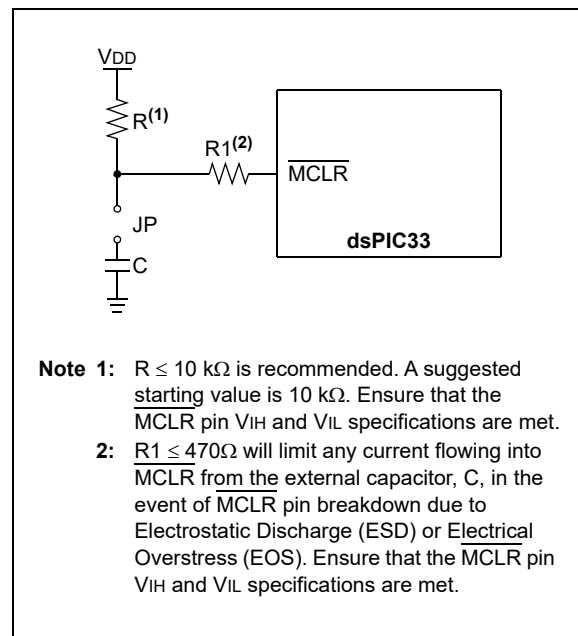 VDD
R(1)
R1(2)
MCLR
JP
dsPIC33
C
Note 1: R ≤ 10 kΩ is recommended. A suggested
starting value is 10 kΩ. Ensure that the
MCLR pin VIH and VIL specifications are met.
2: R1 ≤ 470Ω will limit any current flowing into
MCLR from the external capacitor, C, in the
event of MCLR pin breakdown due to
Electrostatic Discharge (ESD) or Electrical
Overstress (EOS). Ensure that the MCLR pin
VIH and VIL specifications are met.